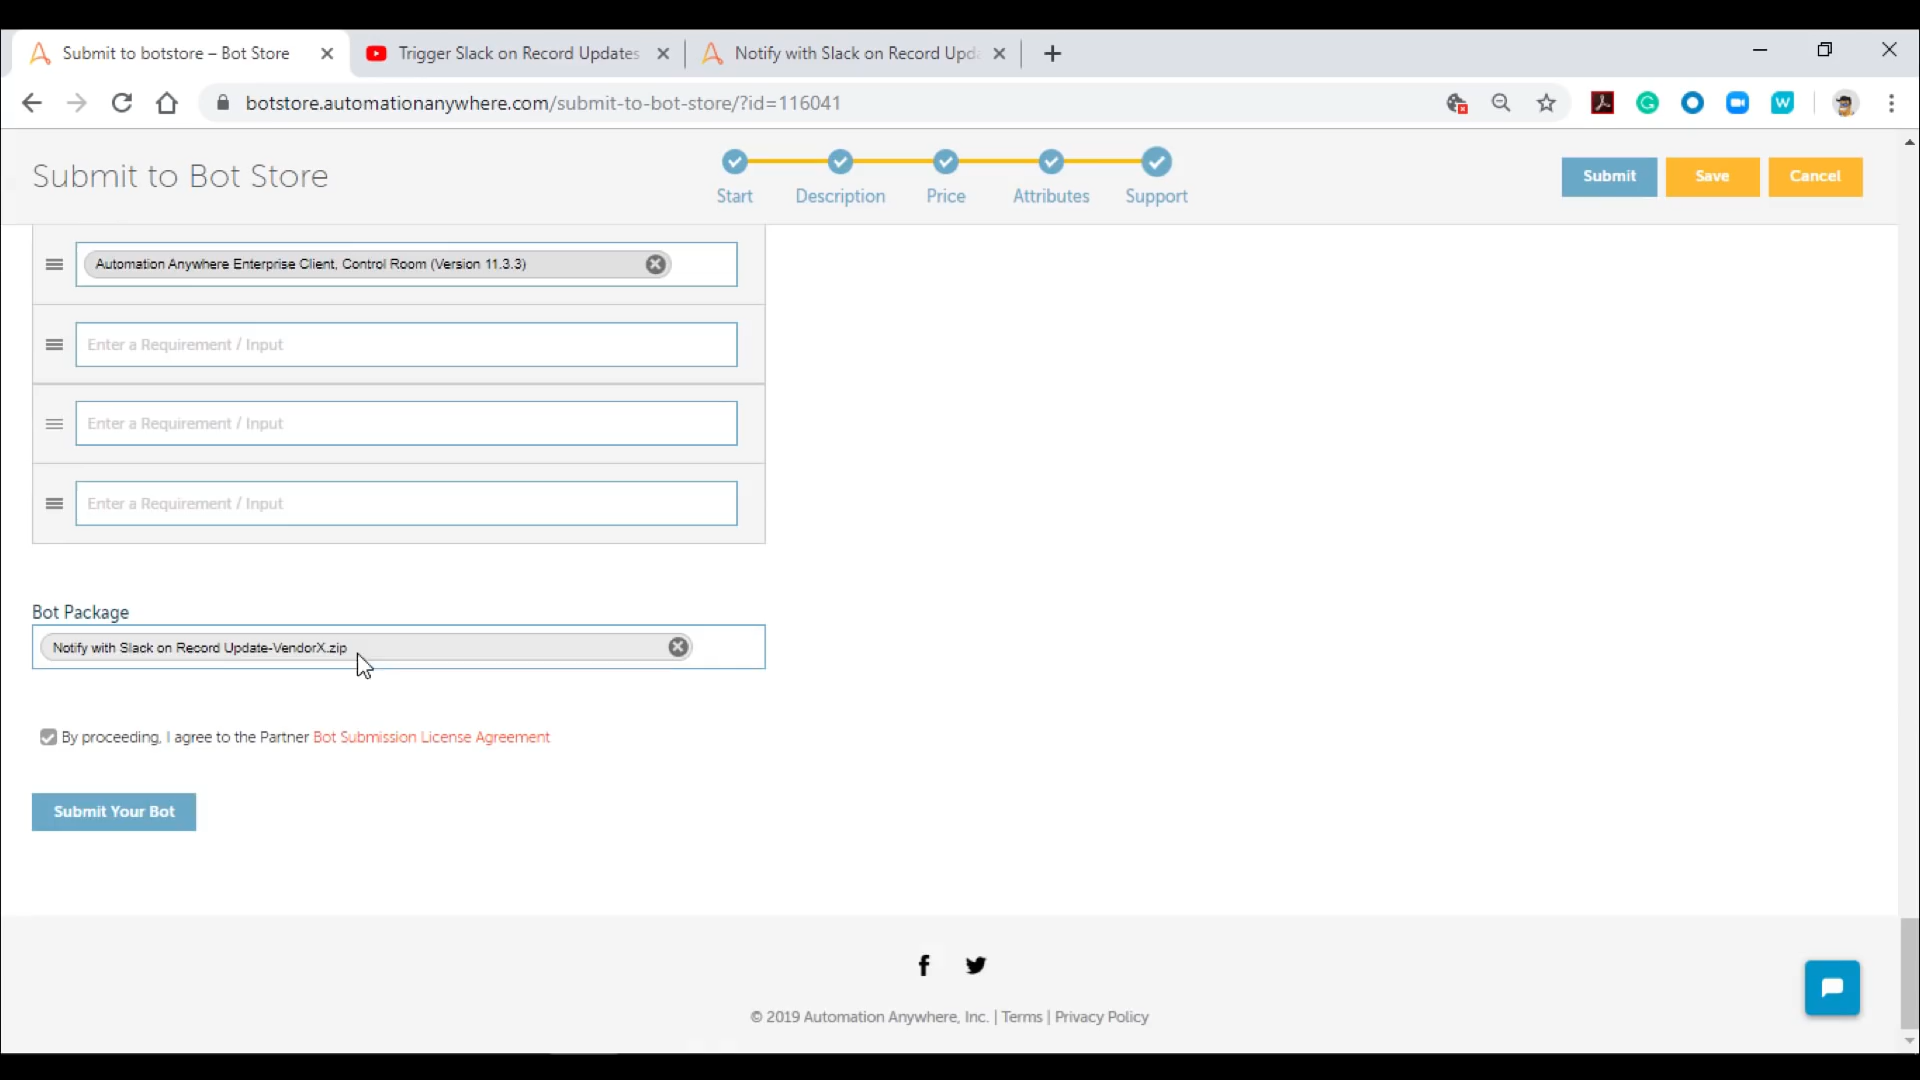 Submit to botstore – Bot Store
Trigger Slack on Record Updates
Notify with Slack on Record Upd
botstore.automationanywhere.com/submit-to-bot-store/?id=116041
Submit to Bot Store
Start
Description
Price
Attributes
Support
Submit
Save
Cancel
Automation Anywhere Enterprise Client, Control Room (Version 11.3.3)
Enter a Requirement / Input
Enter a Requirement / Input
Enter a Requirement / Input
Bot Package
Notify with Slack on Record Update-VendorX.zip
By proceeding, I agree to the Partner Bot Submission License Agreement
Submit Your Bot
© 2019 Automation Anywhere, Inc. | Terms | Privacy Policy